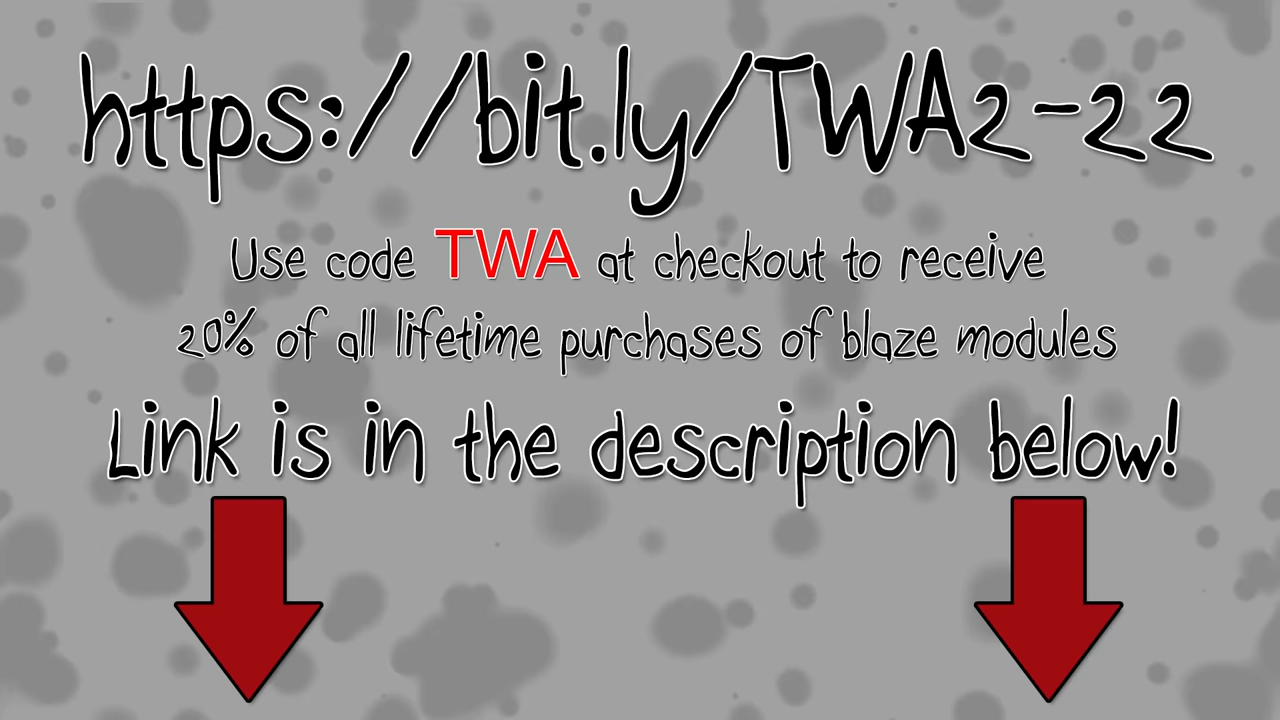 https://bit.ly/TWA2-22
Use code TWA at checkout to receive
20% of all lifetime purchases of blaze modules
Link is in the description below!